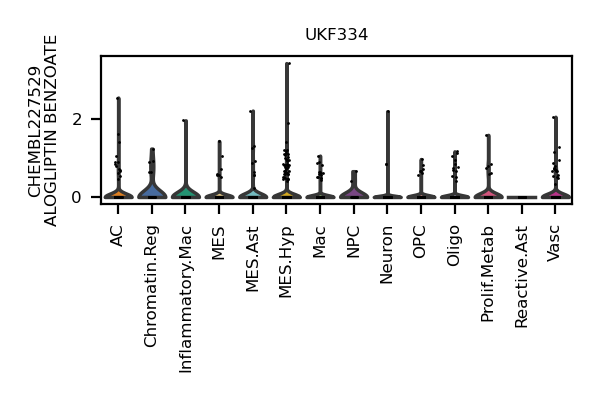 UKF334
CHEMBL227529
ALOGLIPTIN BENZOATE
2
0
AC
Chromatin.Reg
Inflammatory.Mac
MES
MES.Ast
MES.Hyp
Mac
NPC
Neuron
OPC
Oligo
Prolif.Metab
Reactive.Ast
Vasc